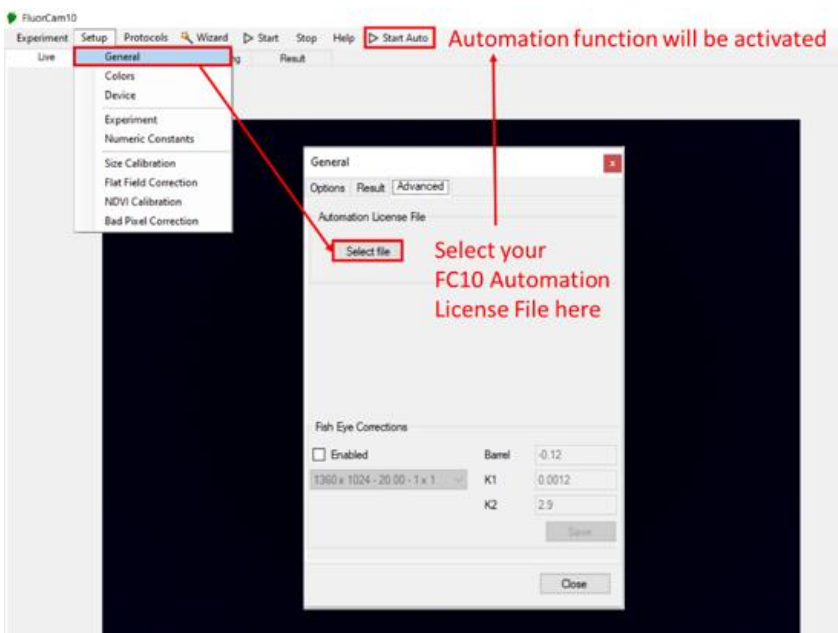 FluorCam10
Experiment Setup Protocols Wizard Start Stop Help Start Auto
Automation function will be activated
Live General Result
Colors
Device
Experiment
Numeric Constants
Size Calibration
Flat Field Correction
NDVI Calibration
Bad Pixel Correction
General
Options Result Advanced
Automation License File
Select file
Select your
FC10 Automation
License File here
Fish Eye Corrections
Enabled
Barrel -0.12
1360 x 1024 - 20.00 - 1 x 1
K1 0.0012
K2 2.9
Save
Close